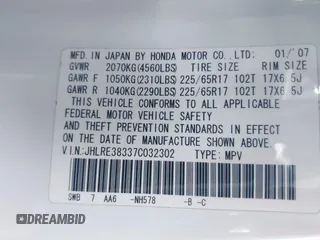 MFD. IN JAPAN BY HONDA MOTOR CO., LTD: 01/'07
GVWR 2070KG(4560LBS) TIRE SIZE RIM SIZE
GAWR F 1050KG(2310LBS) 225/65R17 102T 17X6.5J
GAWR R 1040KG(2290LBS) 225/65R17 102T 17X6.5J
THIS VEHICLE CONFORMS TO ALL APPLICABLE
FEDERAL MOTOR VEHICLE SAFETY
AND THEFT PREVENTION STANDARDS IN EFFECT ON
THE DATE OF MANUFACTURE SHOWN ABOVE.
V I N: JHLRE38337C032302 TYPE: MPV
SWB 7 AA6 -NH578 -B -C
AUTOBIDMASTER